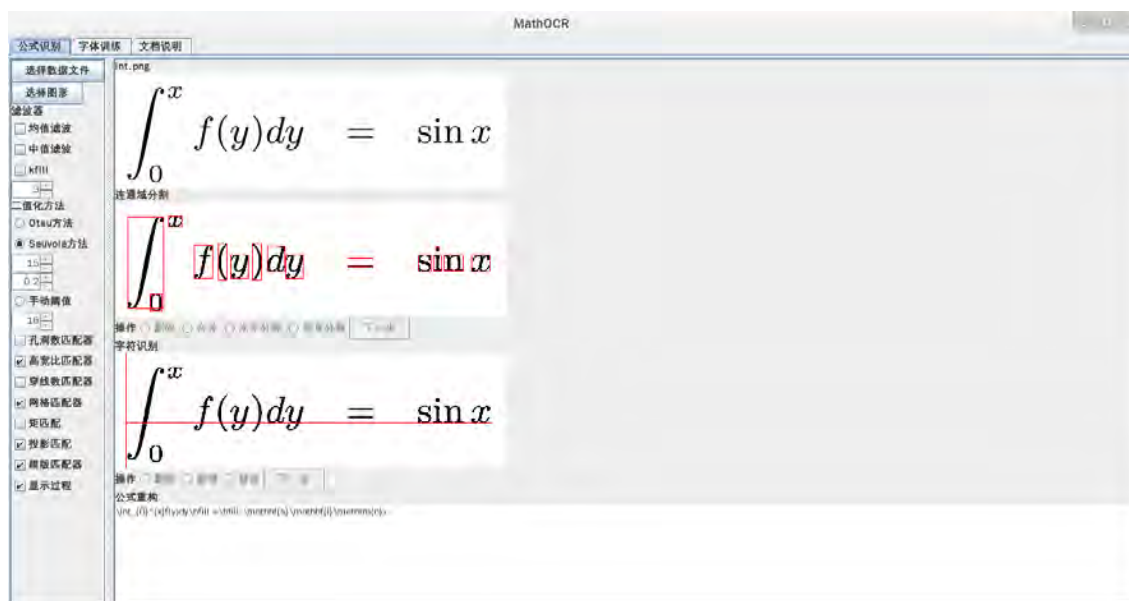 MathOCR
公式识别 字体训练 文档说明
选择数据文件
选择图形
滤波器
均值滤波
中值滤波
kfill
3
二值化方法
Otsu方法
Sauvola方法
15
0.2
手动阈值
孔洞数匹配器
高宽比匹配器
穿线数匹配器
网格匹配器
矩匹配
投影匹配
模版匹配器
显示过程
int.png
∫₀ˣ f(y)dy = sin x
连通域分割
∫₀ˣ f(y)dy = sin x
操作
字符识别
∫₀ˣ f(y)dy = sin x
操作
公式重构